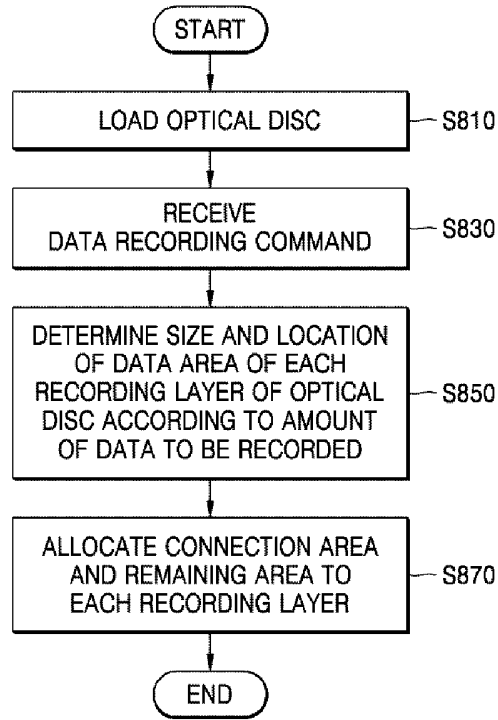 START
LOAD OPTICAL DISC
S810
RECEIVE
DATA RECORDING COMMAND
S830
DETERMINE SIZE AND LOCATION
OF DATA AREA OF EACH
RECORDING LAYER OF OPTICAL
DISC ACCORDING TO AMOUNT
OF DATA TO BE RECORDED
S850
ALLOCATE CONNECTION AREA
AND REMAINING AREA TO
EACH RECORDING LAYER
S870
END